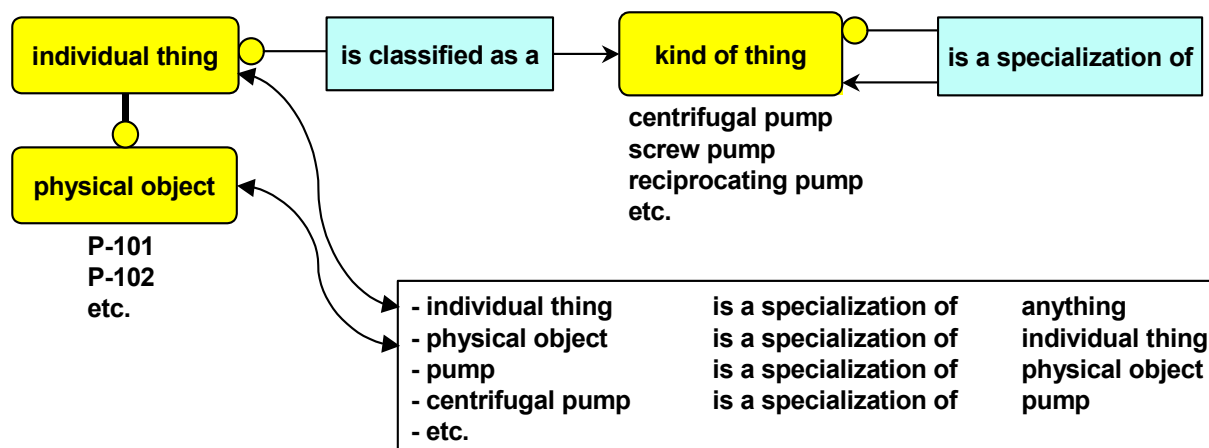 individual thing
is classified as a
kind of thing
is a specialization of
centrifugal pump
screw pump
reciprocating pump
etc.
physical object
P-101
P-102
etc.
- individual thing is a specialization of anything
- physical object is a specialization of individual thing
- pump is a specialization of physical object
- centrifugal pump is a specialization of pump
- etc.